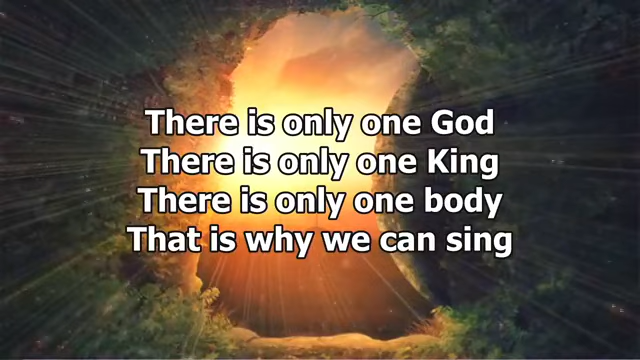 There is only one God
There is only one King
There is only one body
That is why we can sing